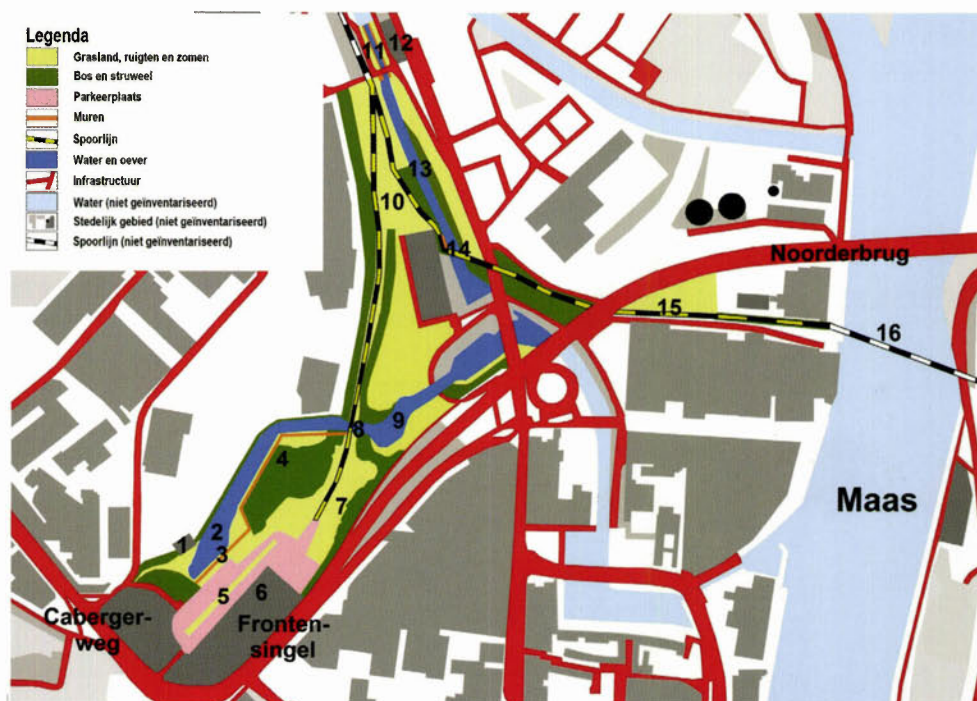 Legenda
Grasland, ruigten en zomen
Bos en struweel
Parkeerplaats
Muren
Spoorlijn
Water en oever
Infrastructuur
Water (niet geïnventariseerd)
Stedelijk gebied (niet geïnventariseerd)
Spoorlijn (niet geïnventariseerd)
11
12
13
10
14
Noorderbrug
15
16
9
8
4
7
Maas
2
1
3
5
6
Caberger-
weg
Fronten-
singel